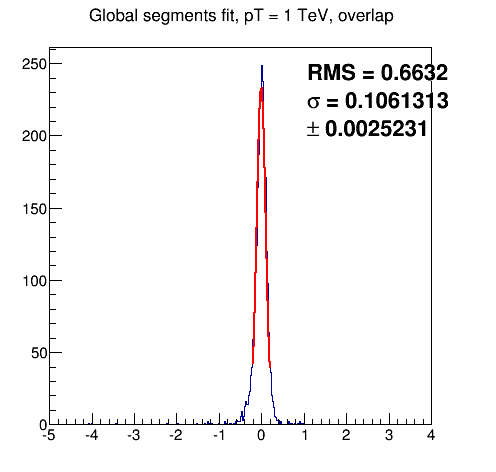 Global segments fit, pT = 1 TeV, overlap
RMS = 0.6632
σ = 0.1061313
± 0.0025231
250
200
150
100
50
0
-5 -4 -3 -2 -1 0 1 2 3 4